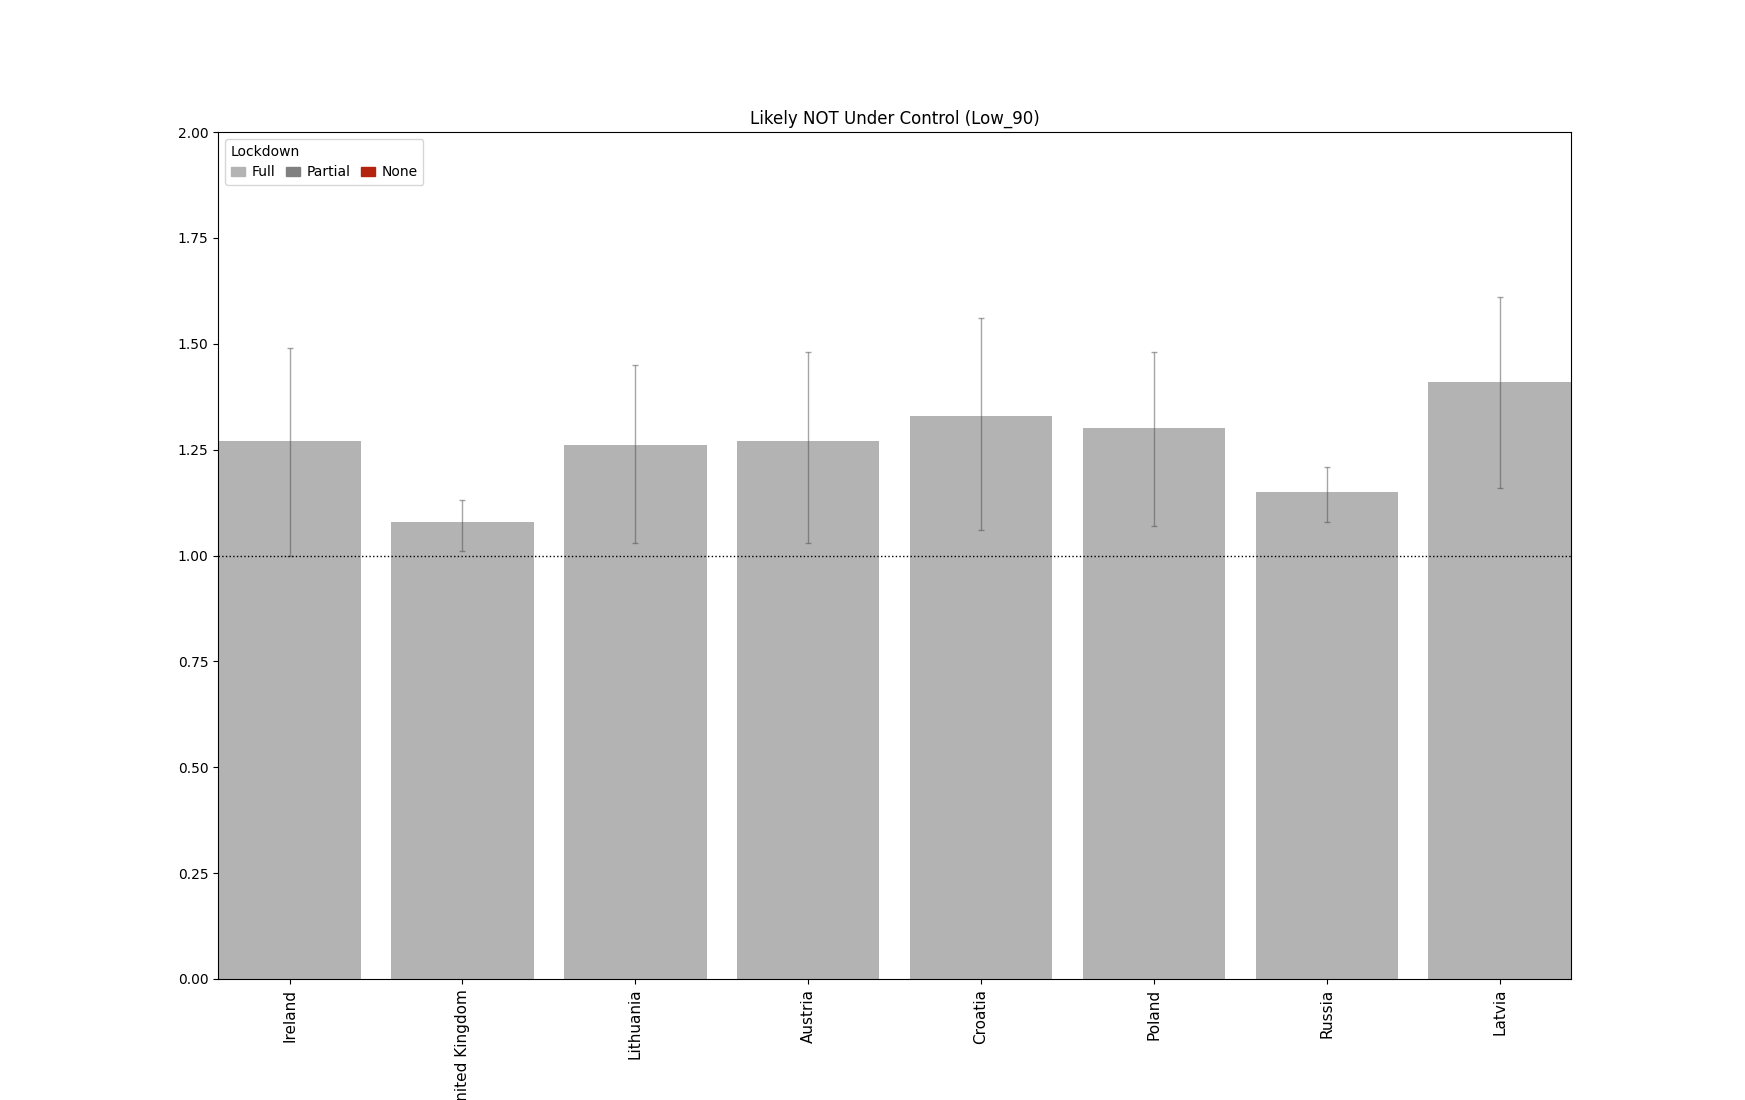 Likely NOT Under Control (Low_90)
2.00
Lockdown
Full Partial None
1.75
1.50
1.25
1.00
0.75
0.50
0.25
0.00
Ireland
nited Kingdom
Lithuania
Austria
Croatia
Poland
Russia
Latvia